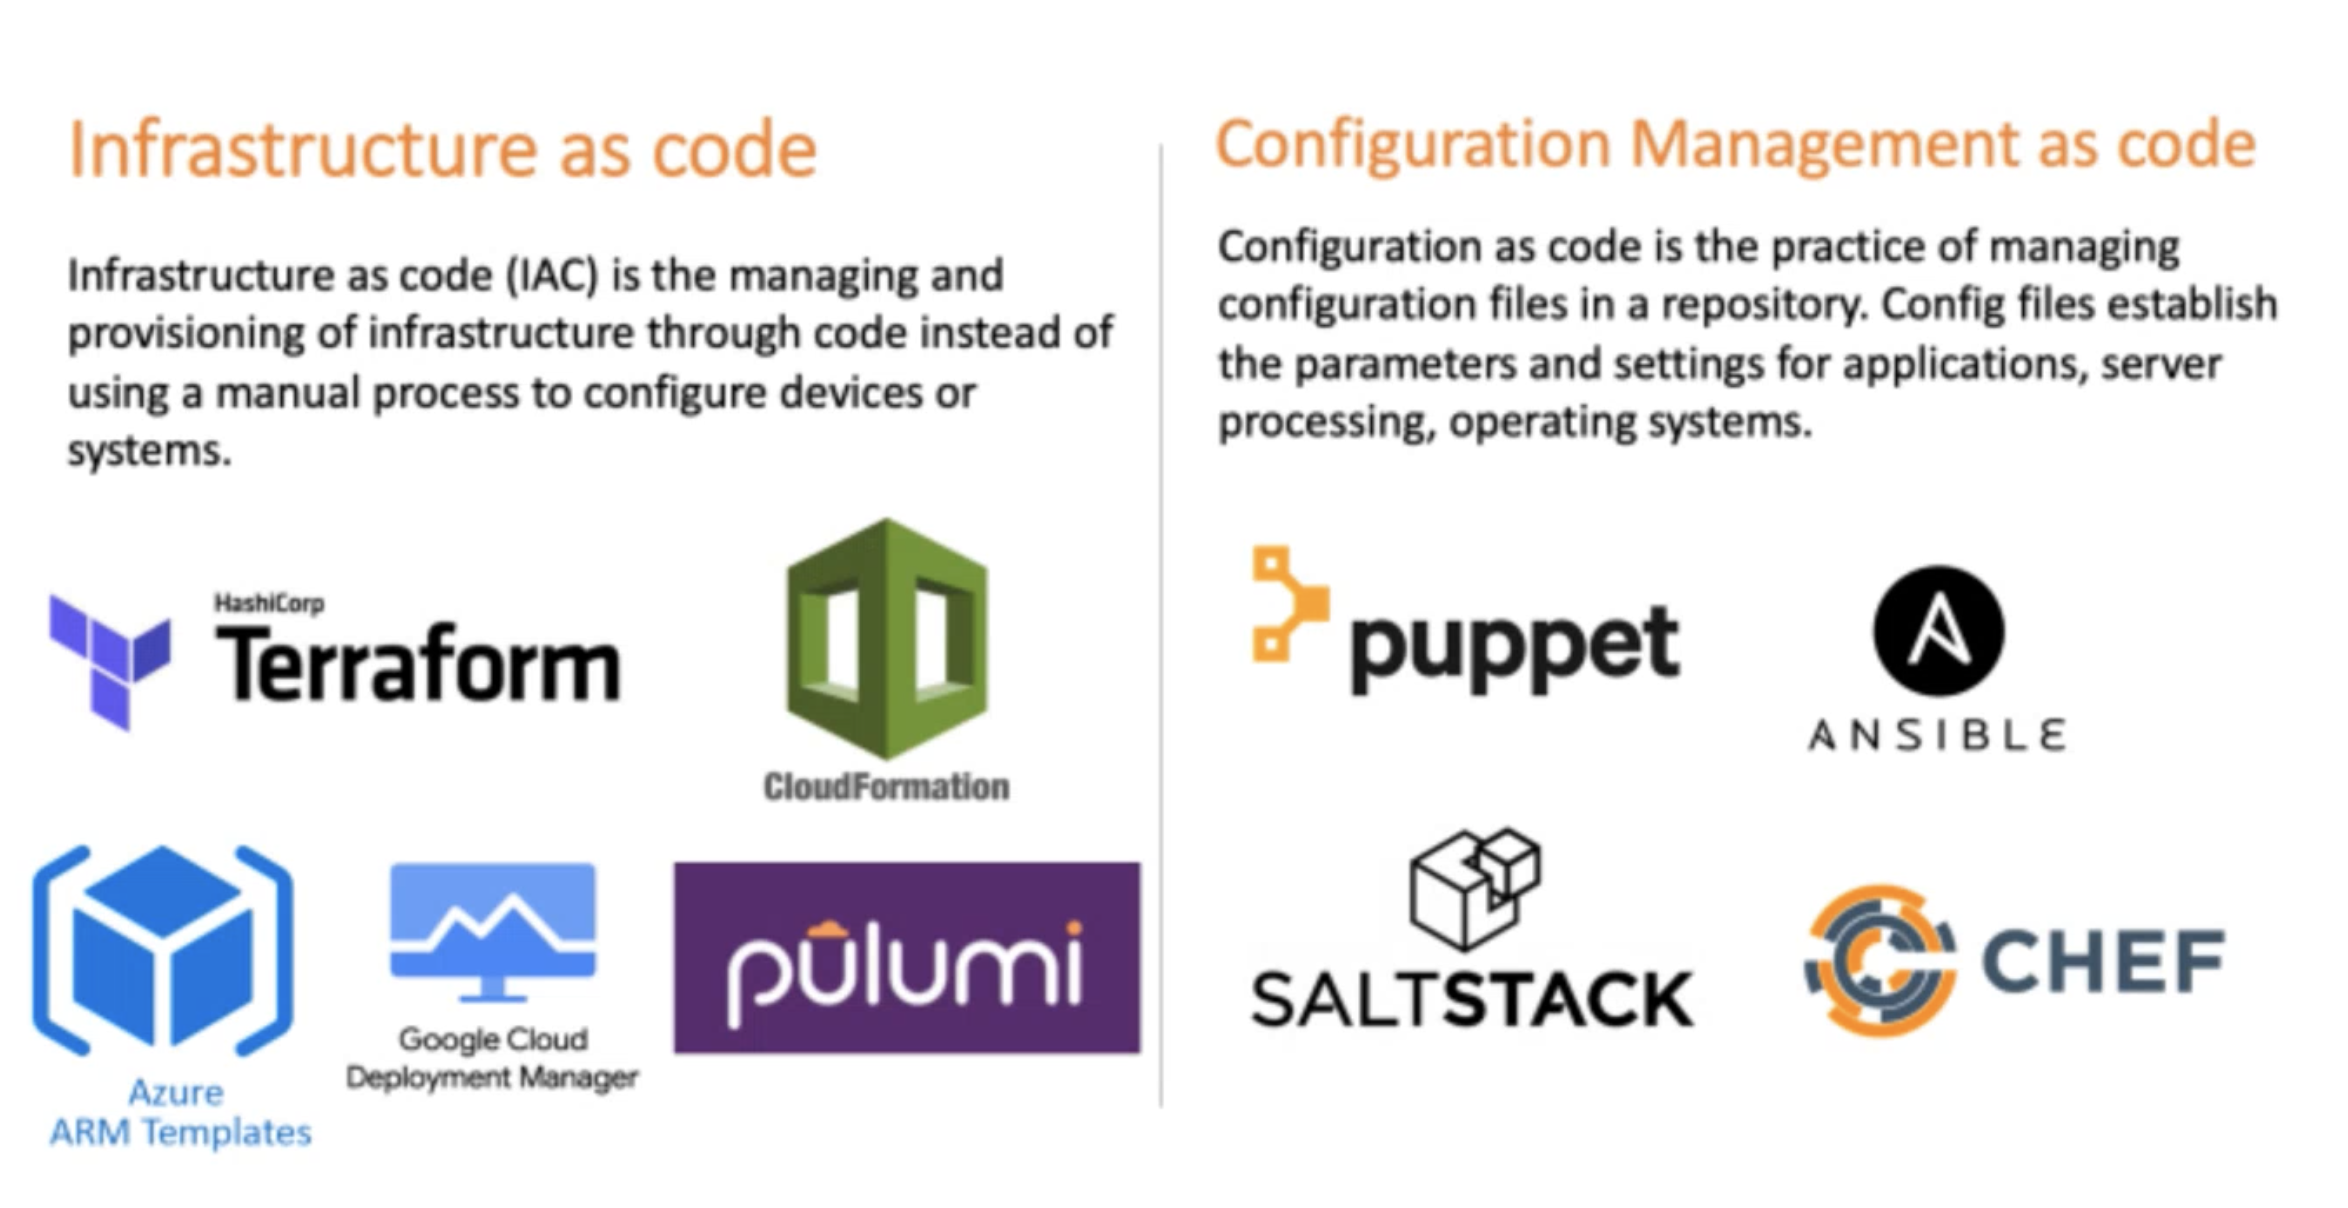 Infrastructure as code
Infrastructure as code (IAC) is the managing and
provisioning of infrastructure through code instead of
using a manual process to configure devices or
systems.
HashiCorp
Terraform
CloudFormation
Azure
ARM Templates
Google Cloud
Deployment Manager
pulumi
Configuration Management as code
Configuration as code is the practice of managing
configuration files in a repository. Config files establish
the parameters and settings for applications, server
processing, operating systems.
puppet
ANSIBLE
SALTSTACK
CHEF